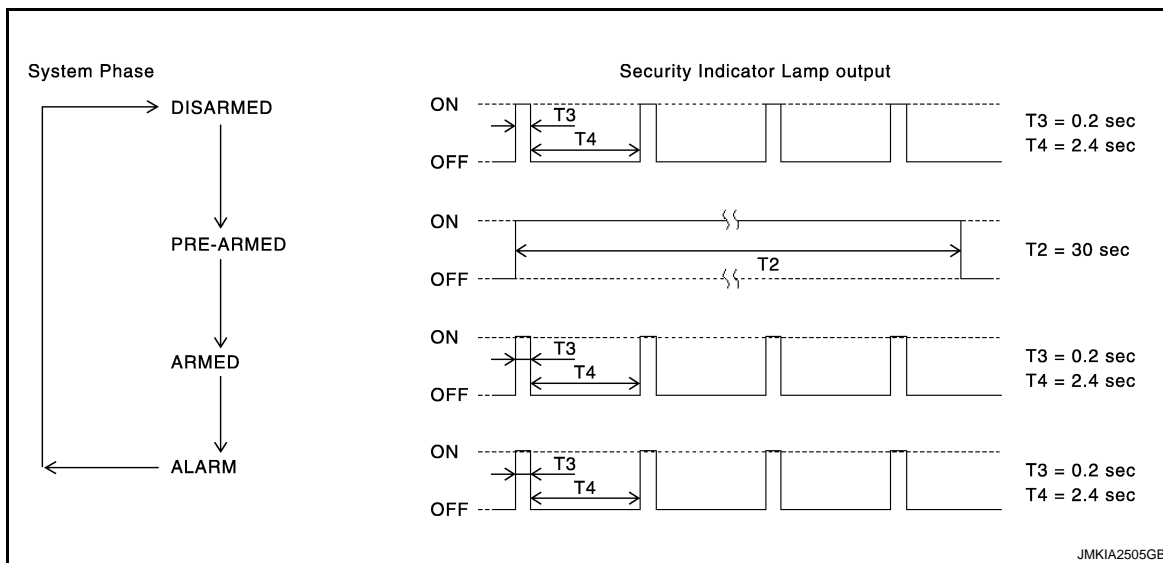 System Phase
Security Indicator Lamp output
DISARMED
ON
OFF
T3
T4
T3 = 0.2 sec
T4 = 2.4 sec
PRE-ARMED
ON
OFF
T2
T2 = 30 sec
ARMED
ON
OFF
T3
T4
T3 = 0.2 sec
T4 = 2.4 sec
ALARM
ON
OFF
T3
T4
T3 = 0.2 sec
T4 = 2.4 sec
JMKIA2505GB